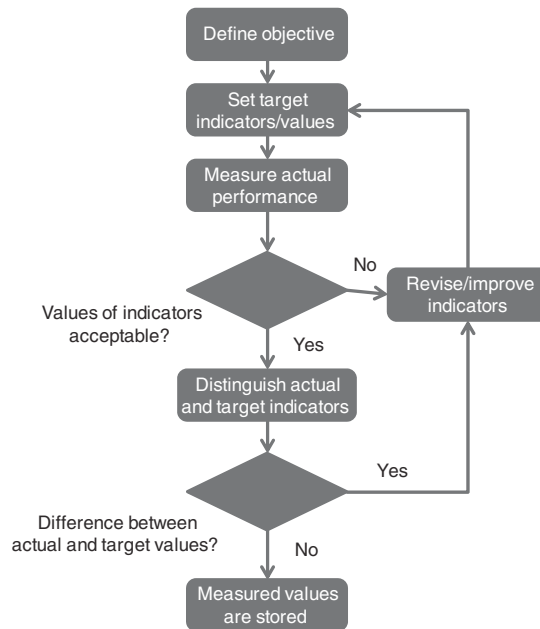 Define objective
Set target
indicators/values
Measure actual
performance
No
Revise/improve
indicators
Values of indicators
acceptable?
Yes
Distinguish actual
and target indicators
Yes
Difference between
actual and target values?
No
Measured values
are stored